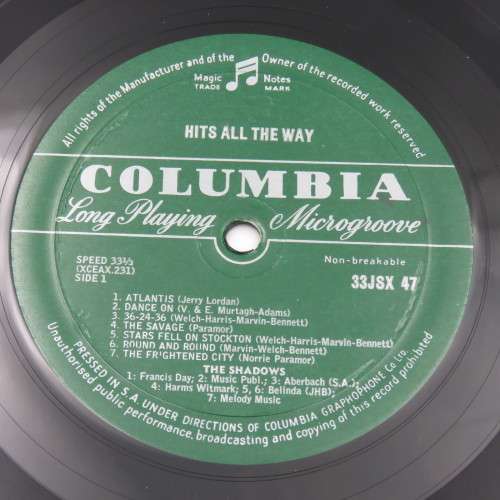 All rights of the Manufacturer and of the Owner of the recorded work reserved
Magic Notes
TRADE MARK
HITS ALL THE WAY
COLUMBIA
Long Playing Microgroove
SPEED 33⅓
(XCEAX.231)
SIDE 1
Non-breakable
33JSX 47
1. ATLANTIS (Jerry Lordan)
2. DANCE ON (V. & E. Murtagh-Adams)
3. 36-24-36 (Welch-Harris-Marvin-Bennett)
4. THE SAVAGE (Paramor)
5. STARS FELL ON STOCKTON (Welch-Harris-Marvin-Bennett)
6. ROUND AND ROUND (Marvin-Welch-Bennett)
7. THE FRIGHTENED CITY (Norrie Paramor)
THE SHADOWS
1: Francis Day; 2: Music Publ.; 3: Aberbach (S.A.);
4: Harms Witmark; 5, 6: Belinda (JHB);
7: Melody Music
PRESSED IN S.A. UNDER DIRECTIONS OF COLUMBIA GRAPHOPHONE Co. Ltd.
Unauthorised public performance, broadcasting and copying of this record prohibited